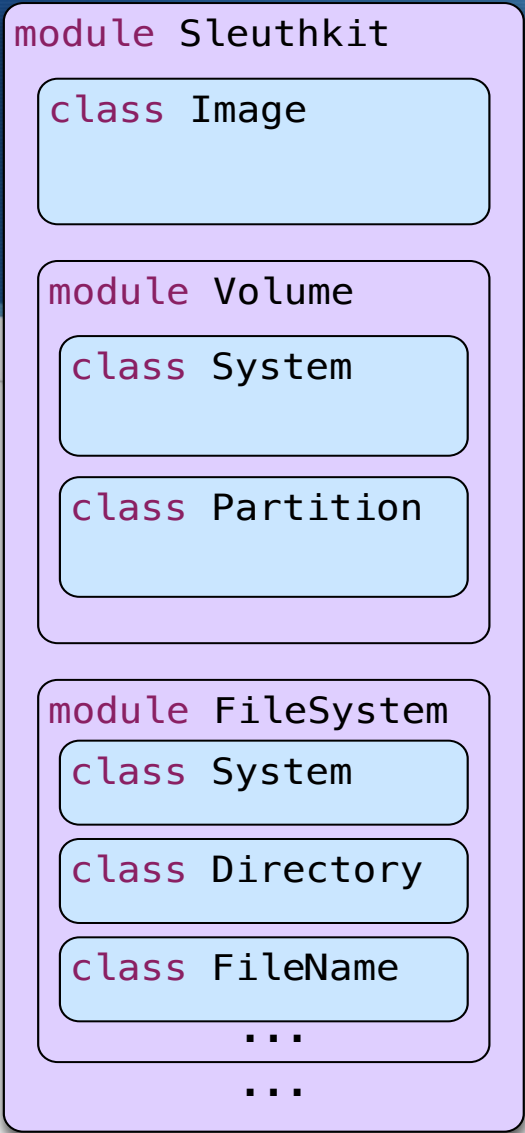 module Sleuthkit
class Image
module Volume
class System
class Partition
module FileSystem
class System
class Directory
class FileName
...
...